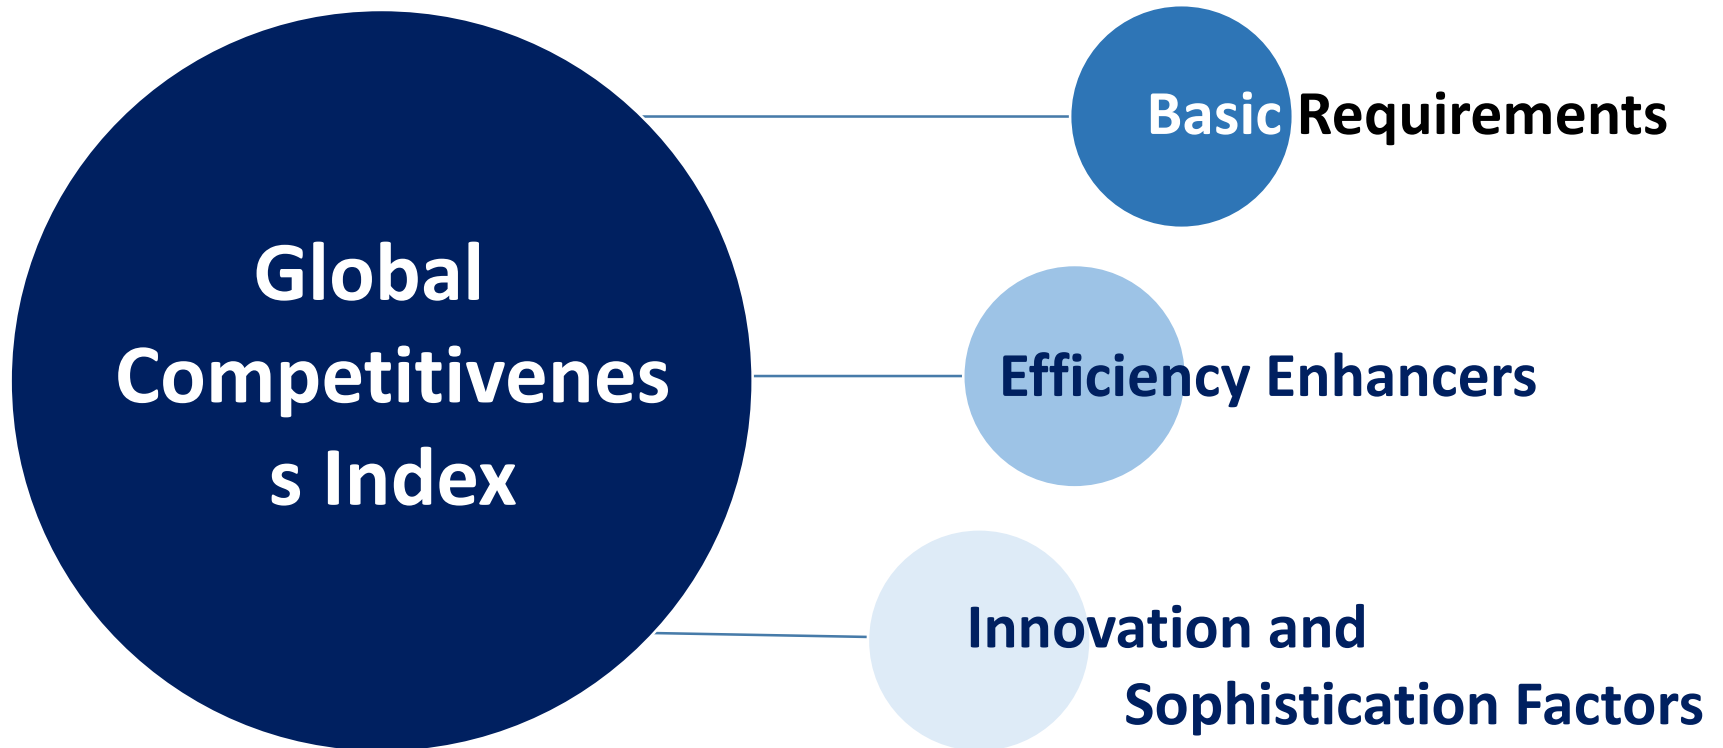 Global
Competitivenes
s Index
Basic Requirements
Efficiency Enhancers
Innovation and
Sophistication Factors